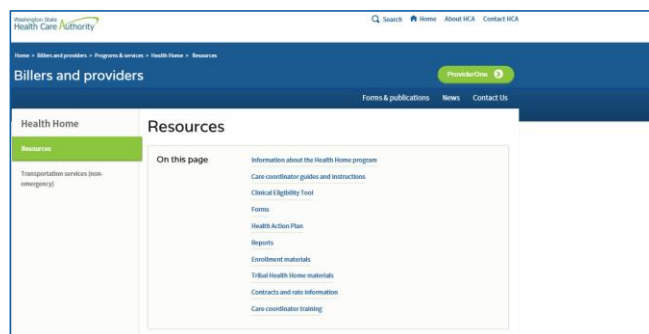 Washington State
Health Care Authority
Search Home About HCA Contact HCA
Home > Billers and providers > Programs & services > Health Home > Resources
Billers and providers
ProviderOne
Forms & publications News Contact Us
Health Home
Resources
Transportation services (non-
emergency)
Resources
On this page
Information about the Health Home program
Care coordinator guides and instructions
Clinical Eligibility Tool
Forms
Health Action Plan
Reports
Enrollment materials
Tribal Health Home materials
Contracts and rate information
Care coordinator training